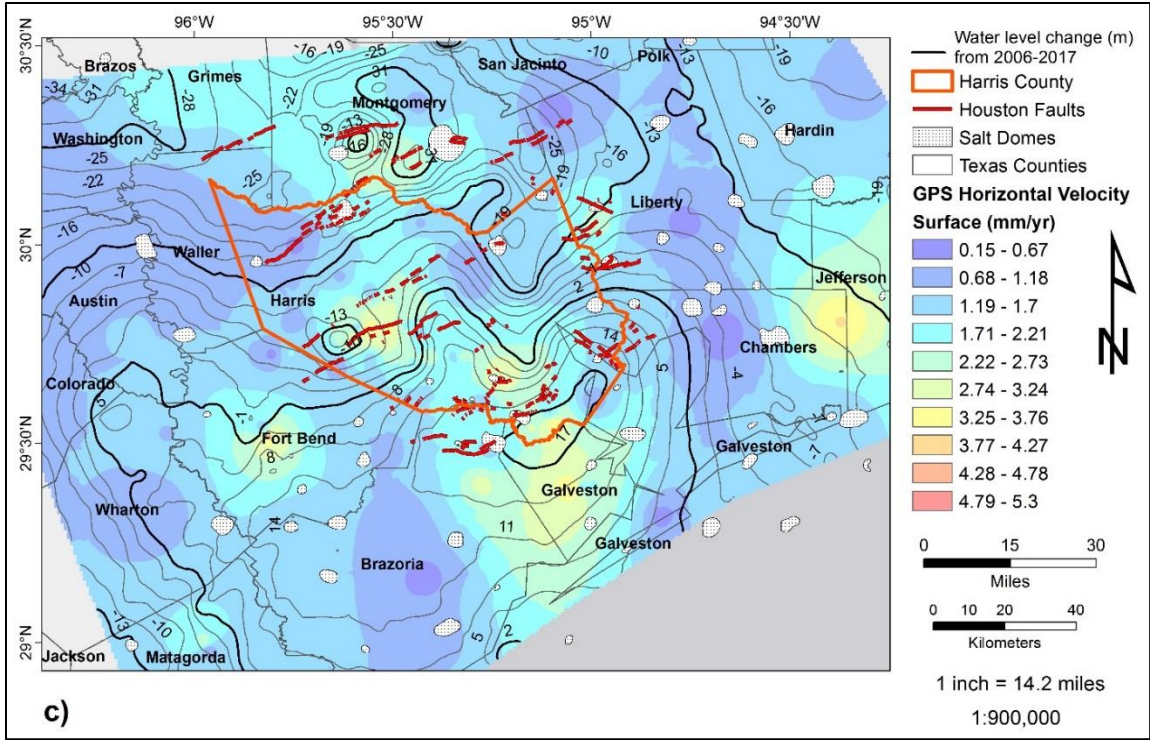 96°W
95°30'W
95°W
94°30'W
30°30'N
30°N
29°30'N
29°N
Brazos
Grimes
San Jacinto
Polk
-16
-19
-25
-10
-13
-19
-34
-31
-28
-22
31
Montgomery
-13
-19
16
-28
-16
Hardin
Washington
-25
-22
-25
-25
-19
-16
-13
-19
Liberty
-16
-19
Waller
-10
-7
Austin
Harris
-13
2
Jefferson
14
Chambers
-4
5
Colorado
5
8
-1
Fort Bend
8
17
Galveston
-7
Wharton
14
Galveston
11
Galveston
Brazoria
-13
-10
5
2
Jackson
Matagorda
c)
Water level change (m)
from 2006-2017
Harris County
Houston Faults
Salt Domes
Texas Counties
GPS Horizontal Velocity
Surface (mm/yr)
0.15 - 0.67
0.68 - 1.18
1.19 - 1.7
1.71 - 2.21
2.22 - 2.73
2.74 - 3.24
3.25 - 3.76
3.77 - 4.27
4.28 - 4.78
4.79 - 5.3
N
0 15 30
Miles
0 10 20 40
Kilometers
1 inch = 14.2 miles
1:900,000